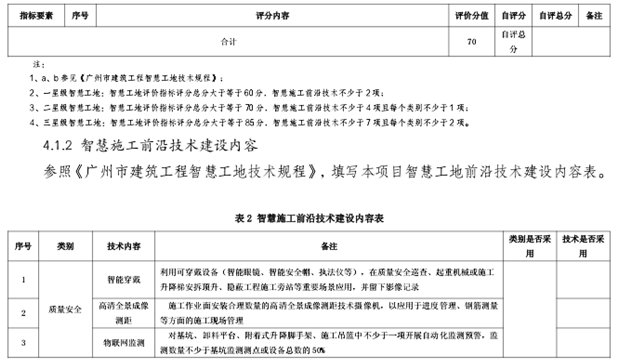 指标要素 序号 评分内容 评价分值 自评分 自评总分 备注
合计 70 自评总
分
注:
1、a、b 参见《广州市建筑工程智慧工地技术规程》;
2、一星级智慧工地: 智慧工地评价指标评分总分大于等于60分, 智慧施工前沿技术不少于2项;
3、二星级智慧工地: 智慧工地评价指标评分总分大于等于70分, 智慧施工前沿技术不少于4项且每个类别不少于1项;
4、三星级智慧工地: 智慧工地评价指标评分总分大于等于85分, 智慧施工前沿技术不少于7项且每个类别不少于2项。
4.1.2 智慧施工前沿技术建设内容
参照《广州市建筑工程智慧工地技术规程》, 填写本项目智慧工地前沿技术建设内容表。
表2 智慧施工前沿技术建设内容表
序号 类别 技术内容 备注 类别是否采
用 技术是否采
用
1 质量安全 智能穿戴 利用可穿戴设备(智能眼镜、智能安全帽、执法仪等), 在质量安全巡查、起重机械或施工
升降梯安拆顶升、隐蔽工程施工旁站等重要场景应用, 并留下影像记录
2 高清全景成像
测距 施工作业面安装合理数量的高清全景成像测距技术摄像机, 以应用于进度管理、钢筋测量
等方面的施工现场管理
3 物联网监测 对基坑、卸料平台、附着式升降脚手架、施工吊篮中不少于一项开展自动化监测预警, 监
测数量不少于基坑监测测点或设备总数的50%